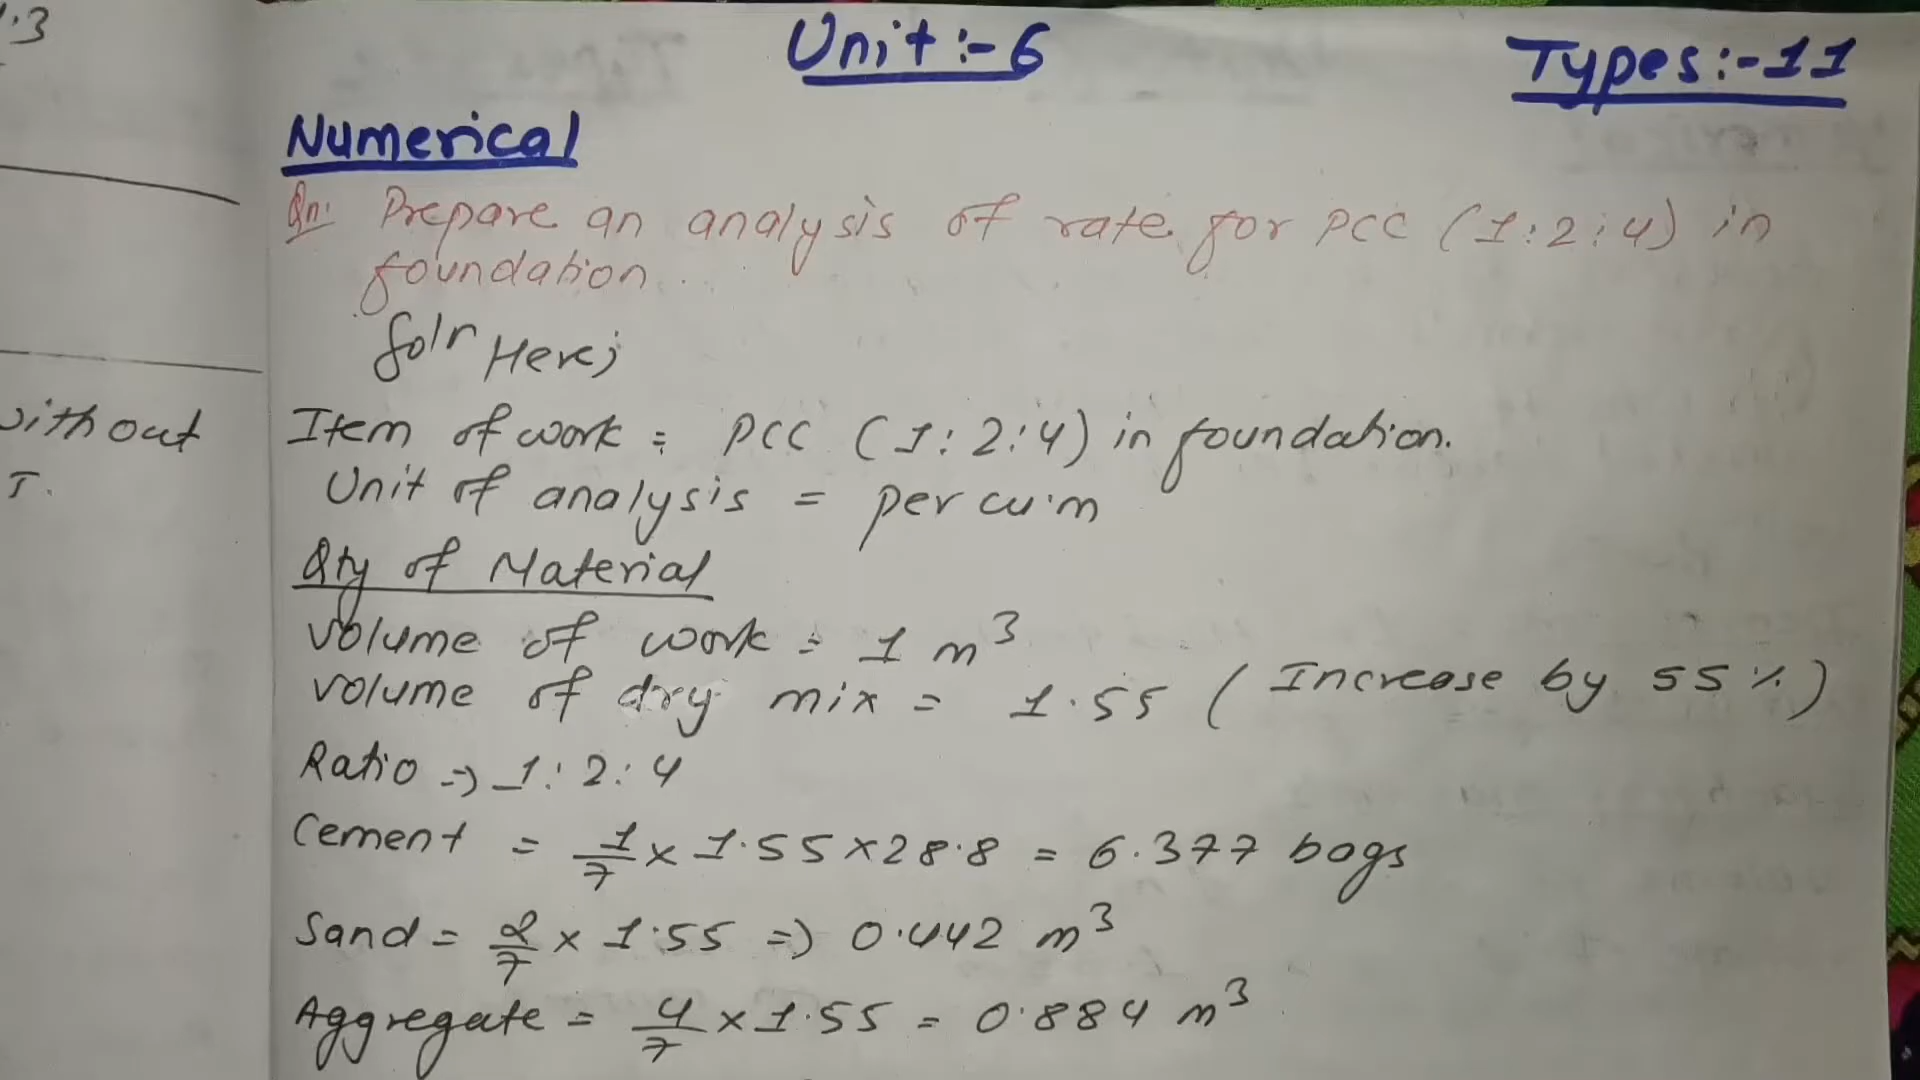 .3
Unit :- 6
Types :- 11
Numerical
Qn: Prepare an analysis of rate for PCC (1:2:4) in
foundation.
Soln Here;
without
I.
Item of work = PCC (1:2:4) in foundation.
Unit of analysis = per cu.m
Qty of Material
Volume of work = 1 m³
Volume of dry mix = 1.55 (Increase by 55%)
Ratio => 1:2:4
Cement = 1/7 x 1.55 x 28.8 = 6.377 bags
Sand = 2/7 x 1.55 => 0.442 m³
Aggregate = 4/7 x 1.55 = 0.884 m³